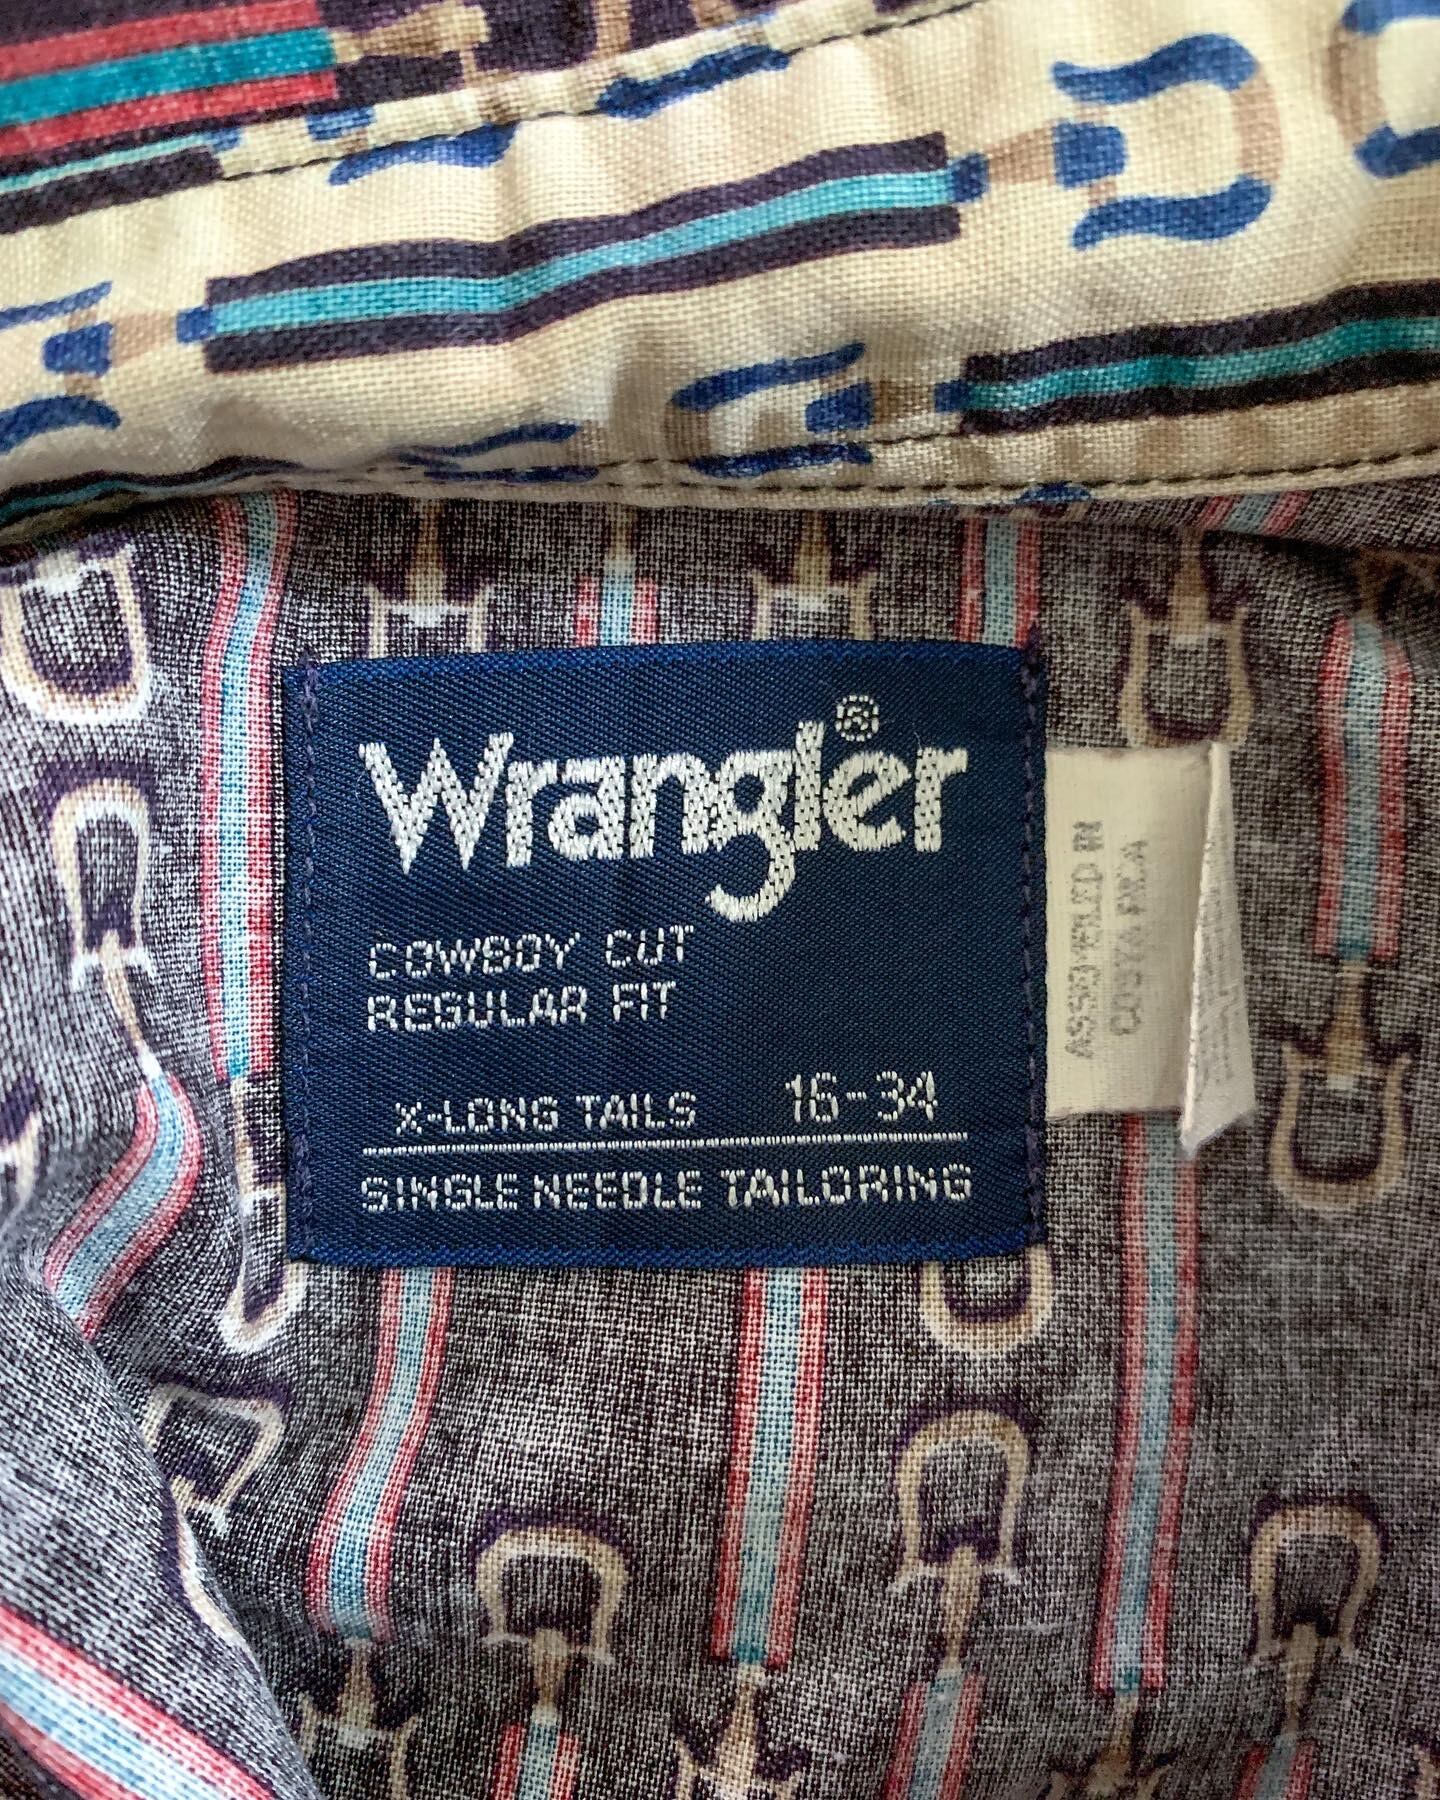 Wrangler®
COWBOY CUT
REGULAR FIT
X-LONG TAILS 16-34
SINGLE NEEDLE TAILORING
ASSEMBLED IN
COSTA RICA